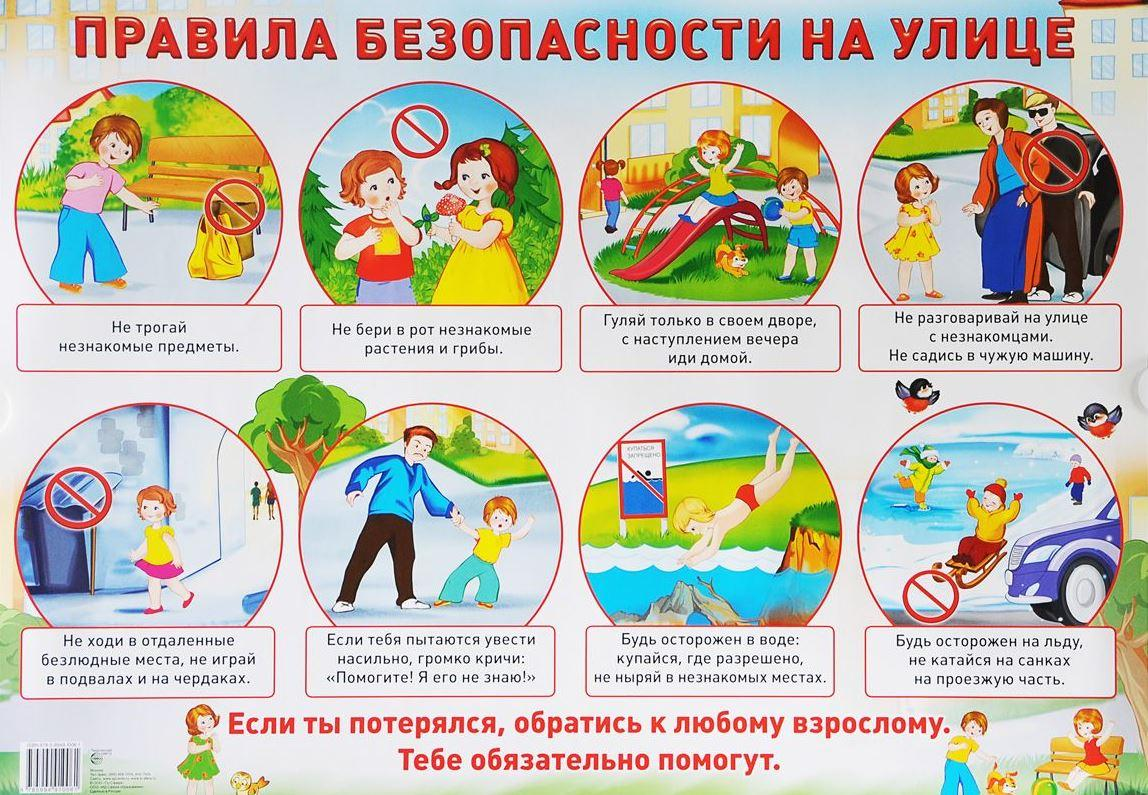 ПРАВИЛА БЕЗОПАСНОСТИ НА УЛИЦЕ
Не трогай
незнакомые предметы.
Не бери в рот незнакомые
растения и грибы.
Гуляй только в своем дворе,
с наступлением вечера
иди домой.
Не разговаривай на улице
с незнакомцами.
Не садись в чужую машину.
КУПАТЬСЯ
ЗАПРЕЩЕНО
Не ходи в отдаленные
безлюдные места, не играй
в подвалах и на чердаках.
Если тебя пытаются увести
насильно, громко кричи:
«Помогите! Я его не знаю!»
Будь осторожен в воде:
купайся, где разрешено,
не ныряй в незнакомых местах.
Будь осторожен на льду,
не катайся на санках
на проезжую часть.
Если ты потерялся, обратись к любому взрослому.
Тебе обязательно помогут.